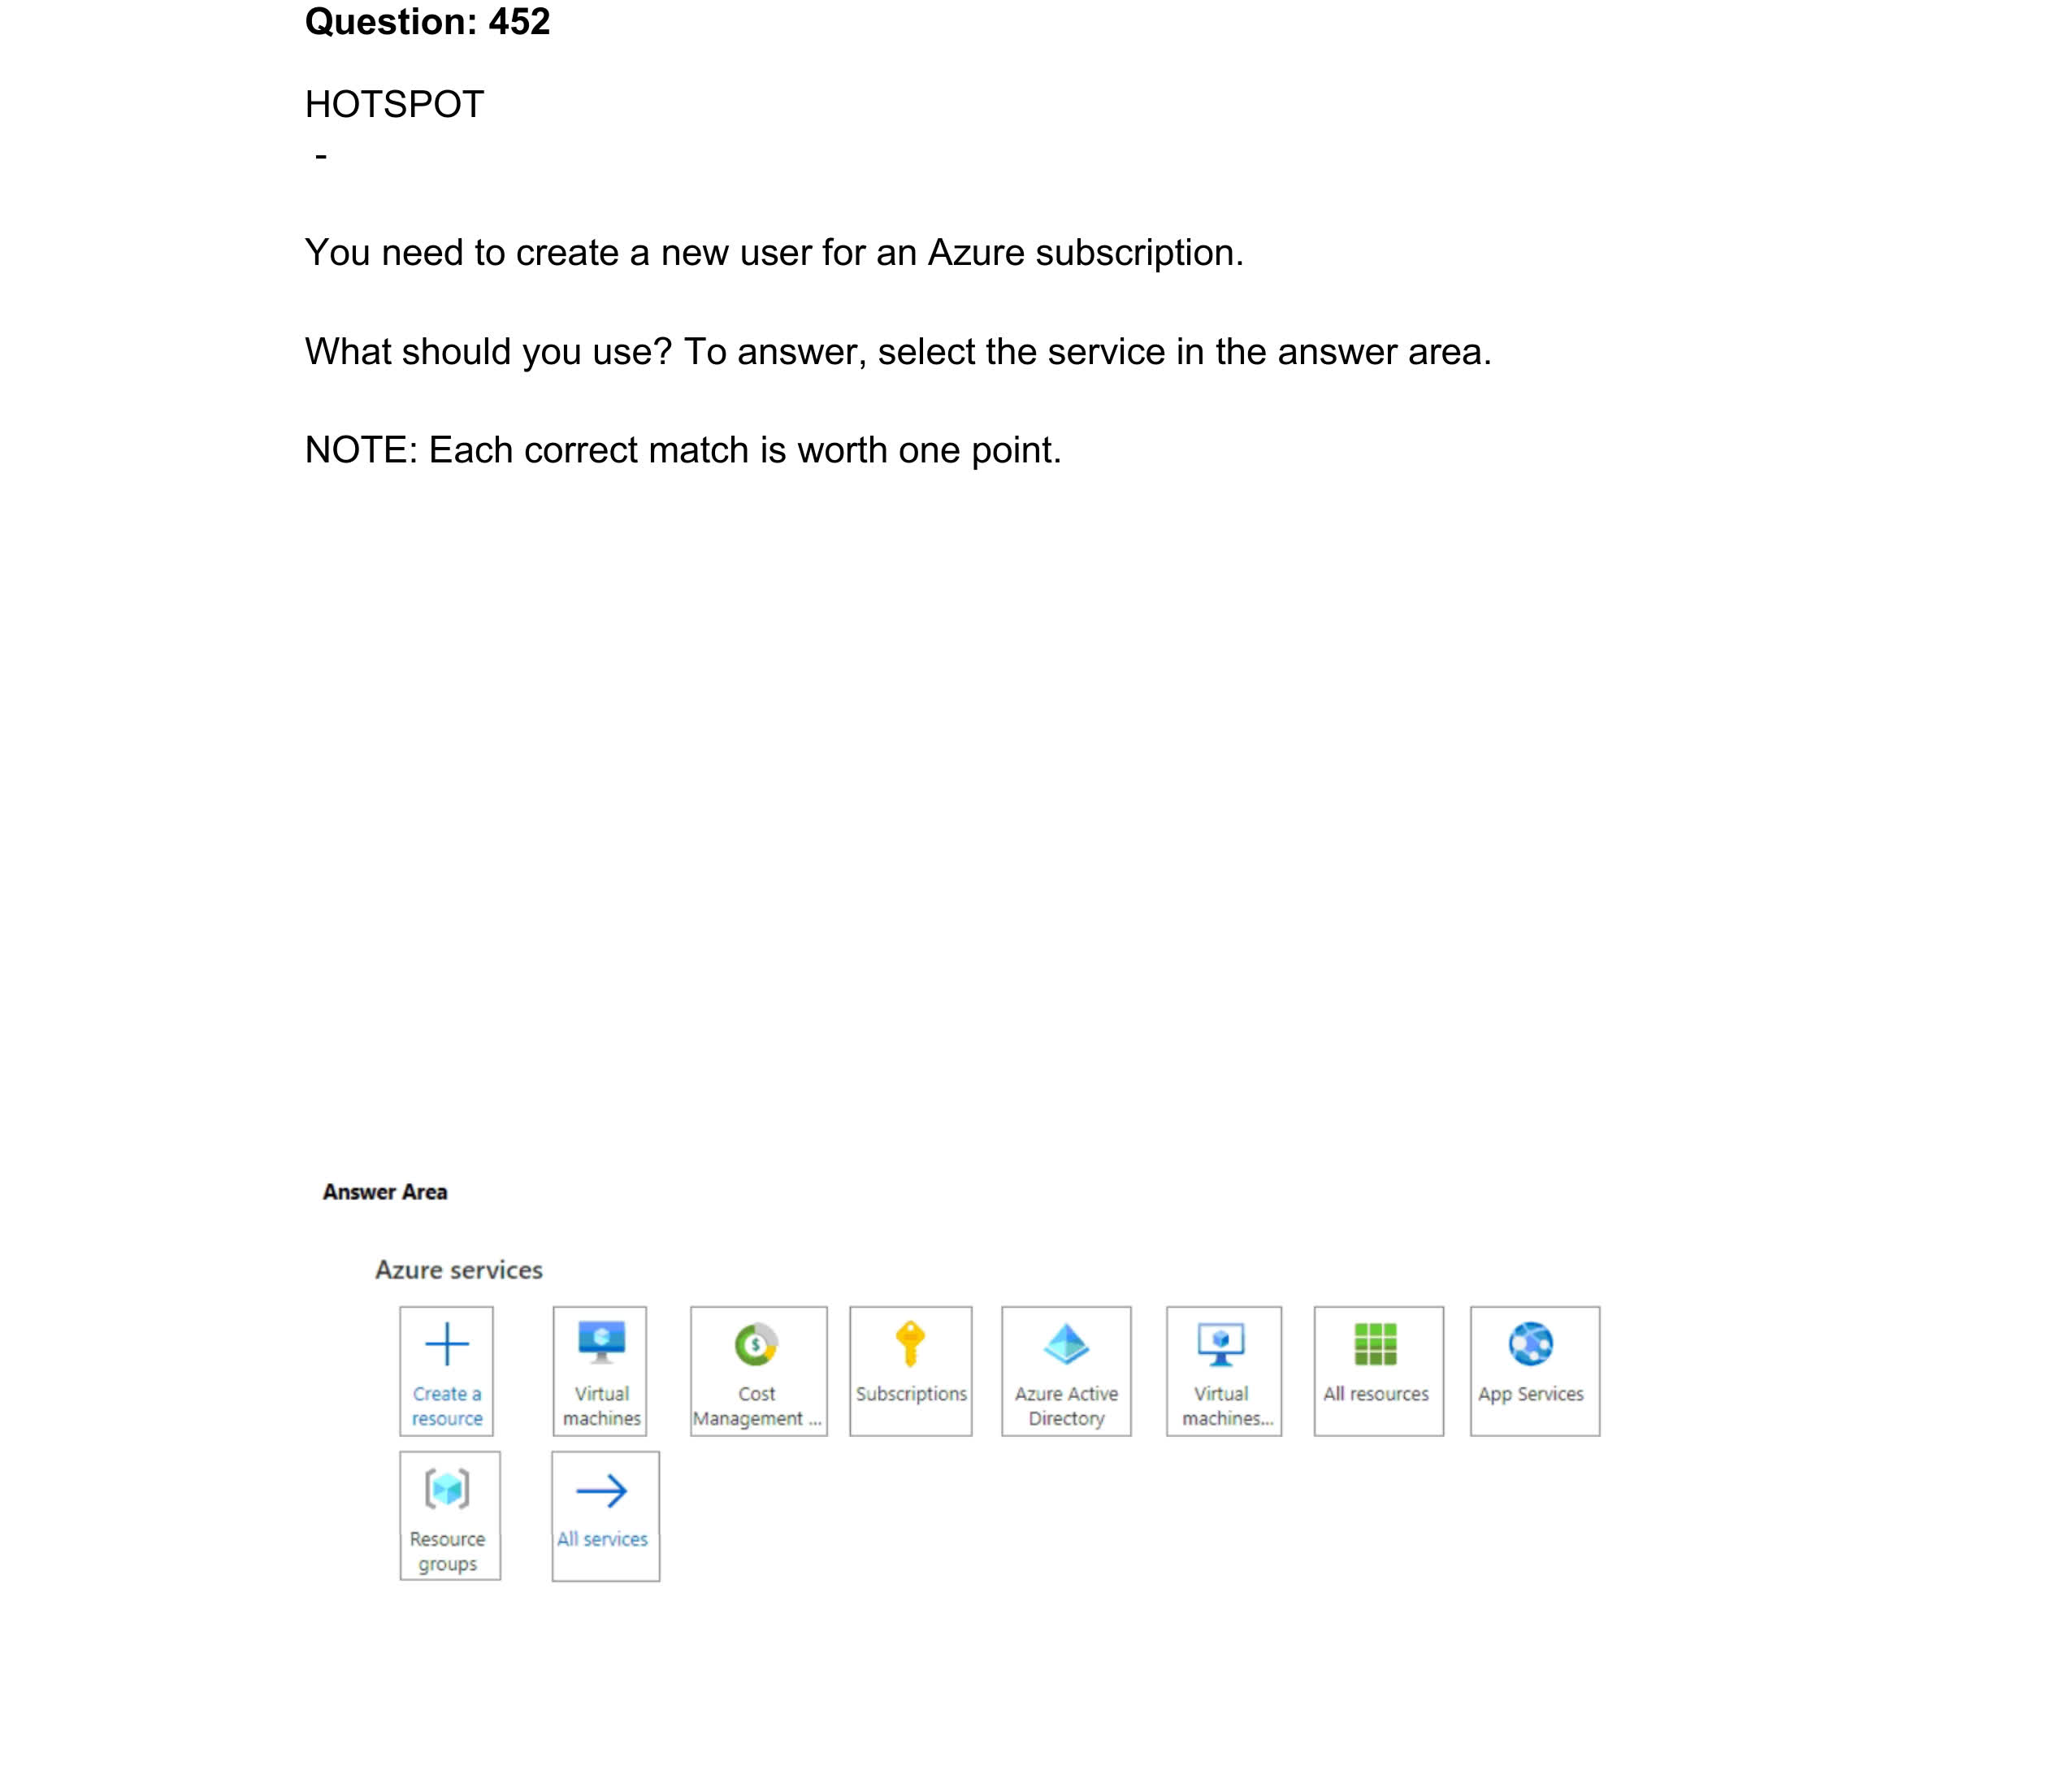 Question: 452
HOTSPOT
-
You need to create a new user for an Azure subscription.
What should you use? To answer, select the service in the answer area.
NOTE: Each correct match is worth one point.
Answer Area
Azure services
Create a resource
Virtual machines
Cost Management ...
Subscriptions
Azure Active Directory
Virtual machines...
All resources
App Services
Resource groups
All services